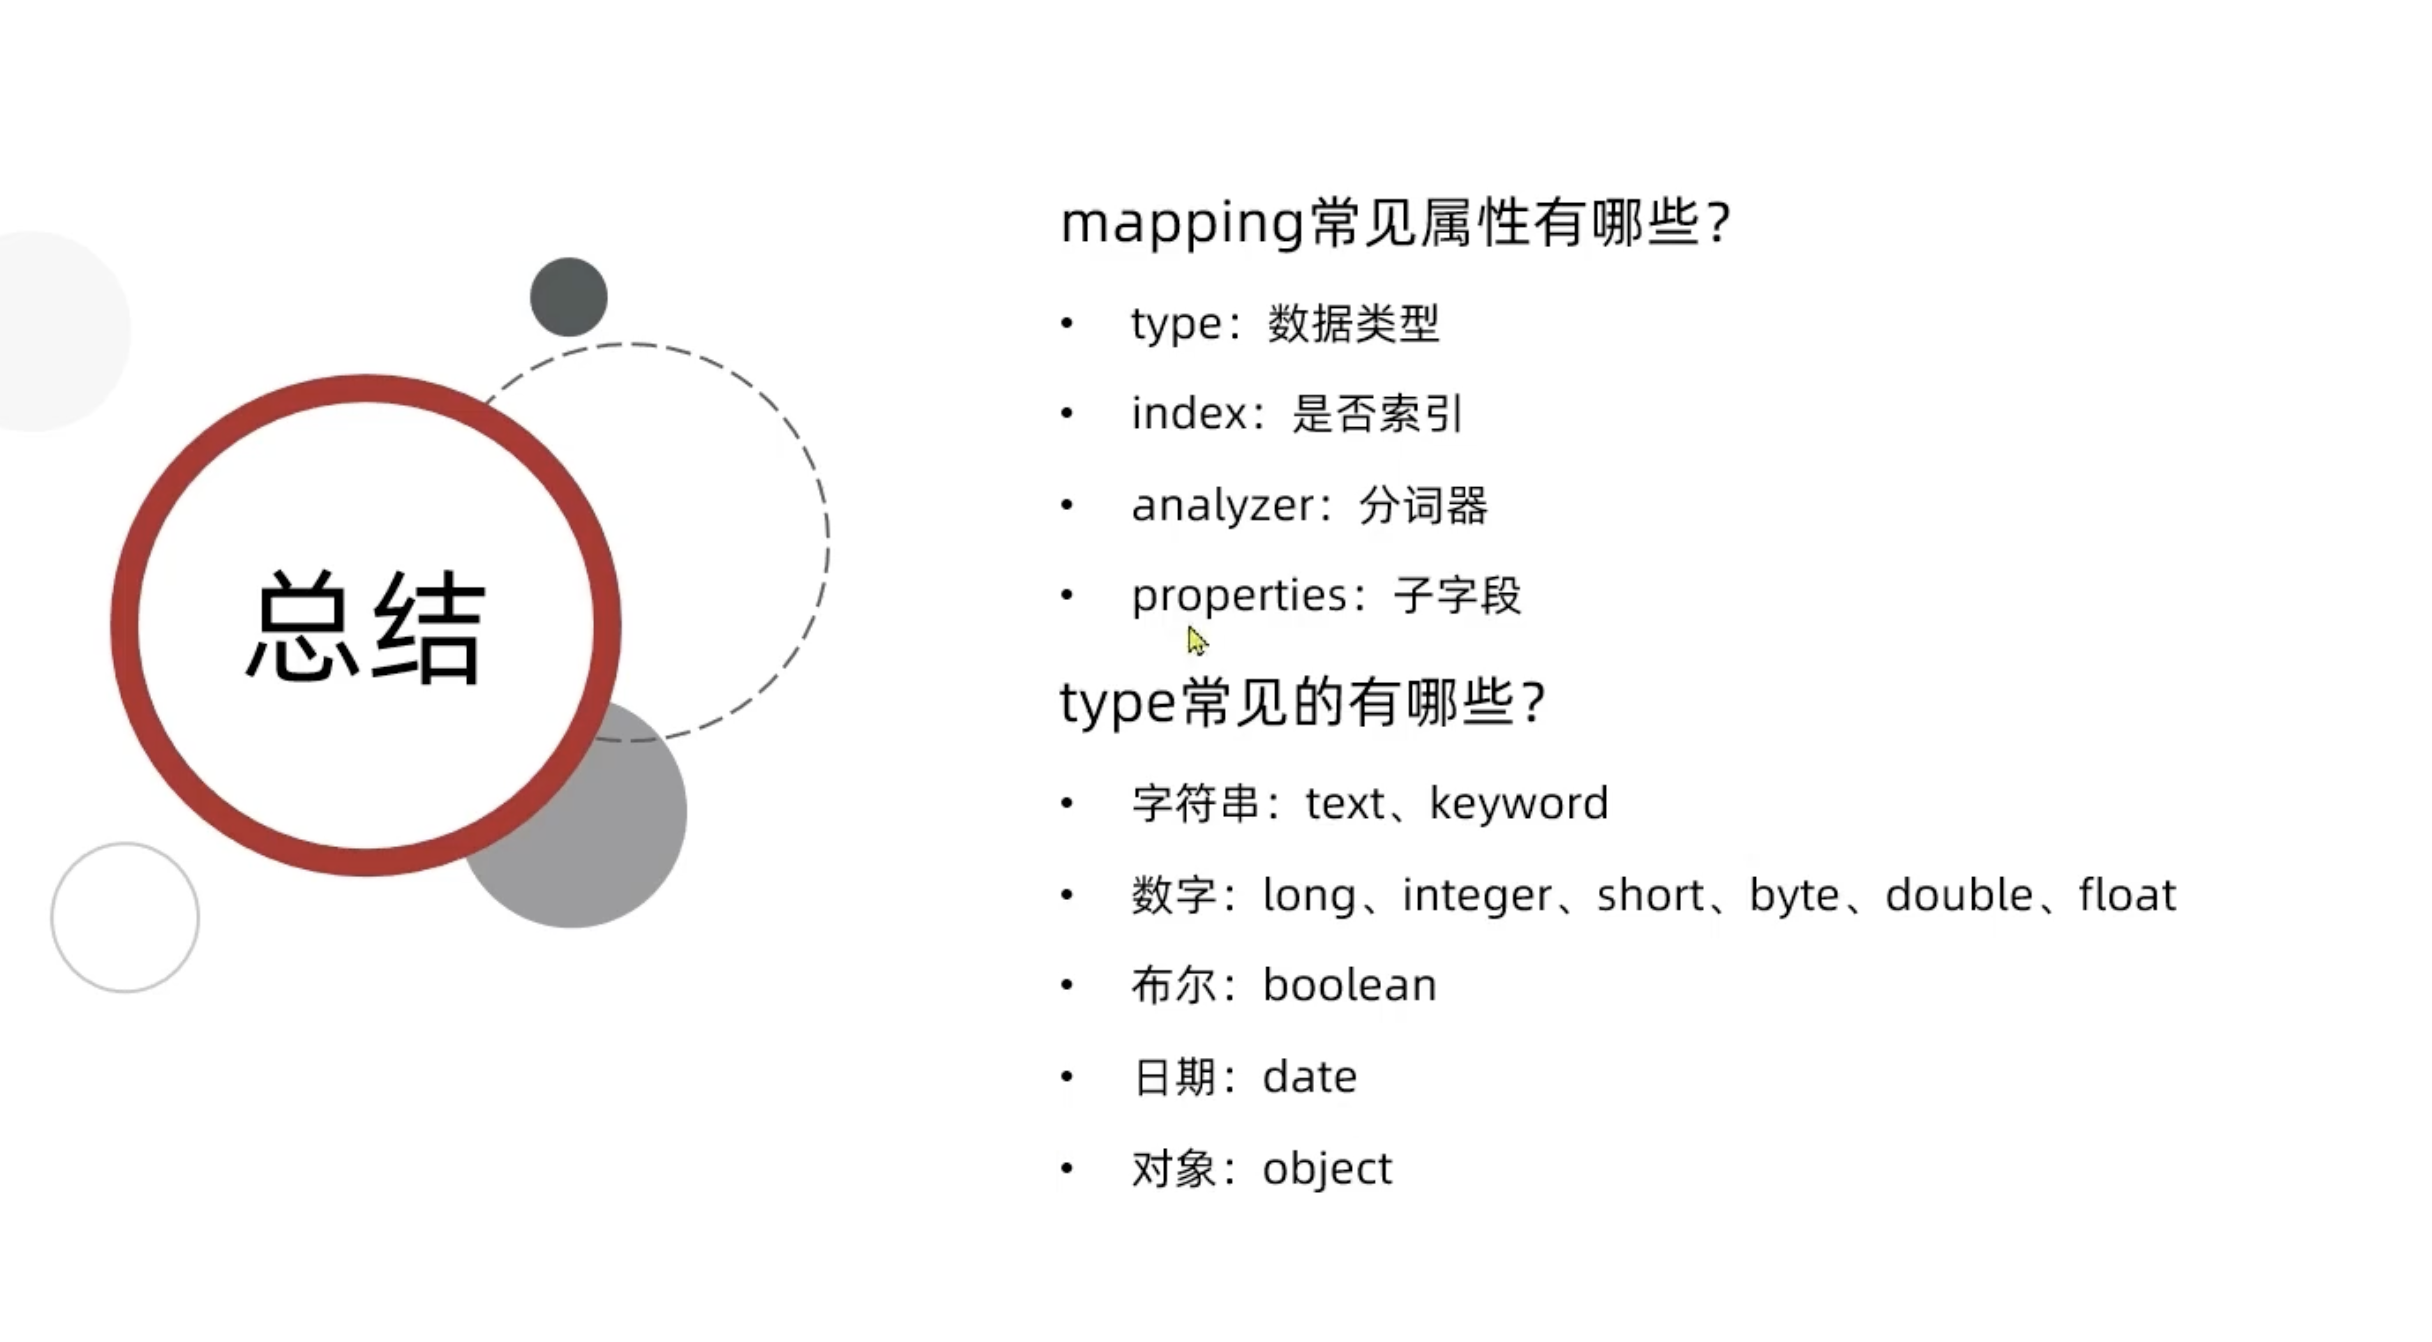 总结
mapping常见属性有哪些？
• type：数据类型
• index：是否索引
• analyzer：分词器
• properties：子字段
type常见的有哪些？
• 字符串：text、keyword
• 数字：long、integer、short、byte、double、float
• 布尔：boolean
• 日期：date
• 对象：object